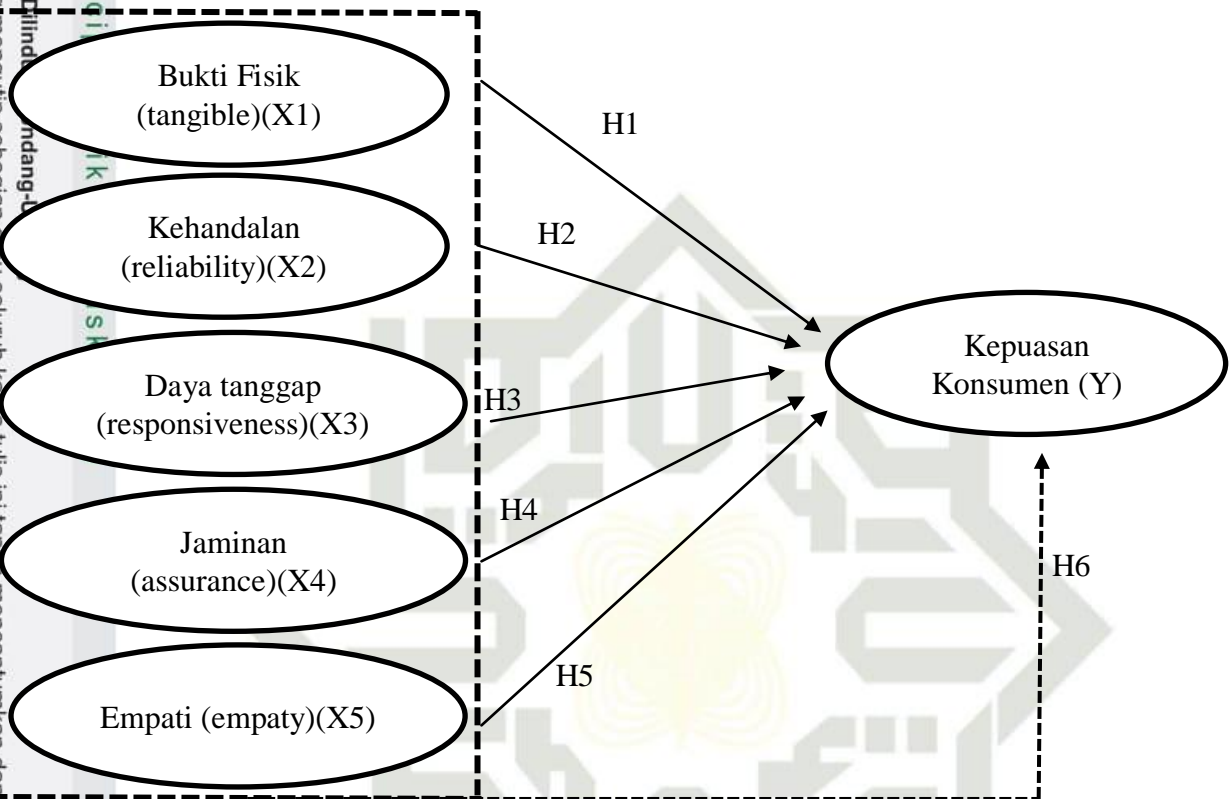 Bukti Fisik
(tangible)(X1)
Kehandalan
(reliability)(X2)
Daya tanggap
(responsiveness)(X3)
Jaminan
(assurance)(X4)
Empati (empaty)(X5)
H1
H2
H3
H4
H5
H6
Kepuasan
Konsumen (Y)